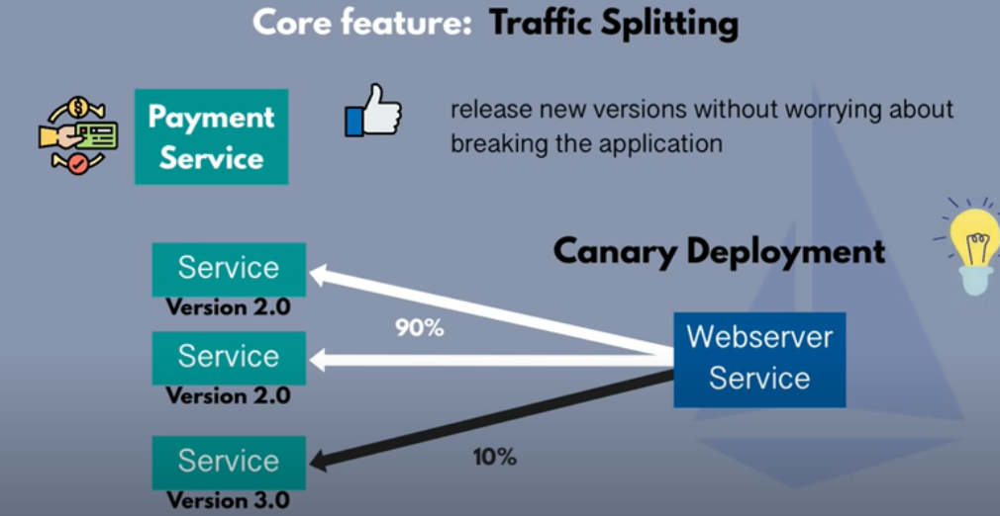 Core feature: Traffic Splitting
Payment
Service
release new versions without worrying about
breaking the application
Canary Deployment
Service
Version 2.0
90%
Service
Version 2.0
Webserver
Service
10%
Service
Version 3.0